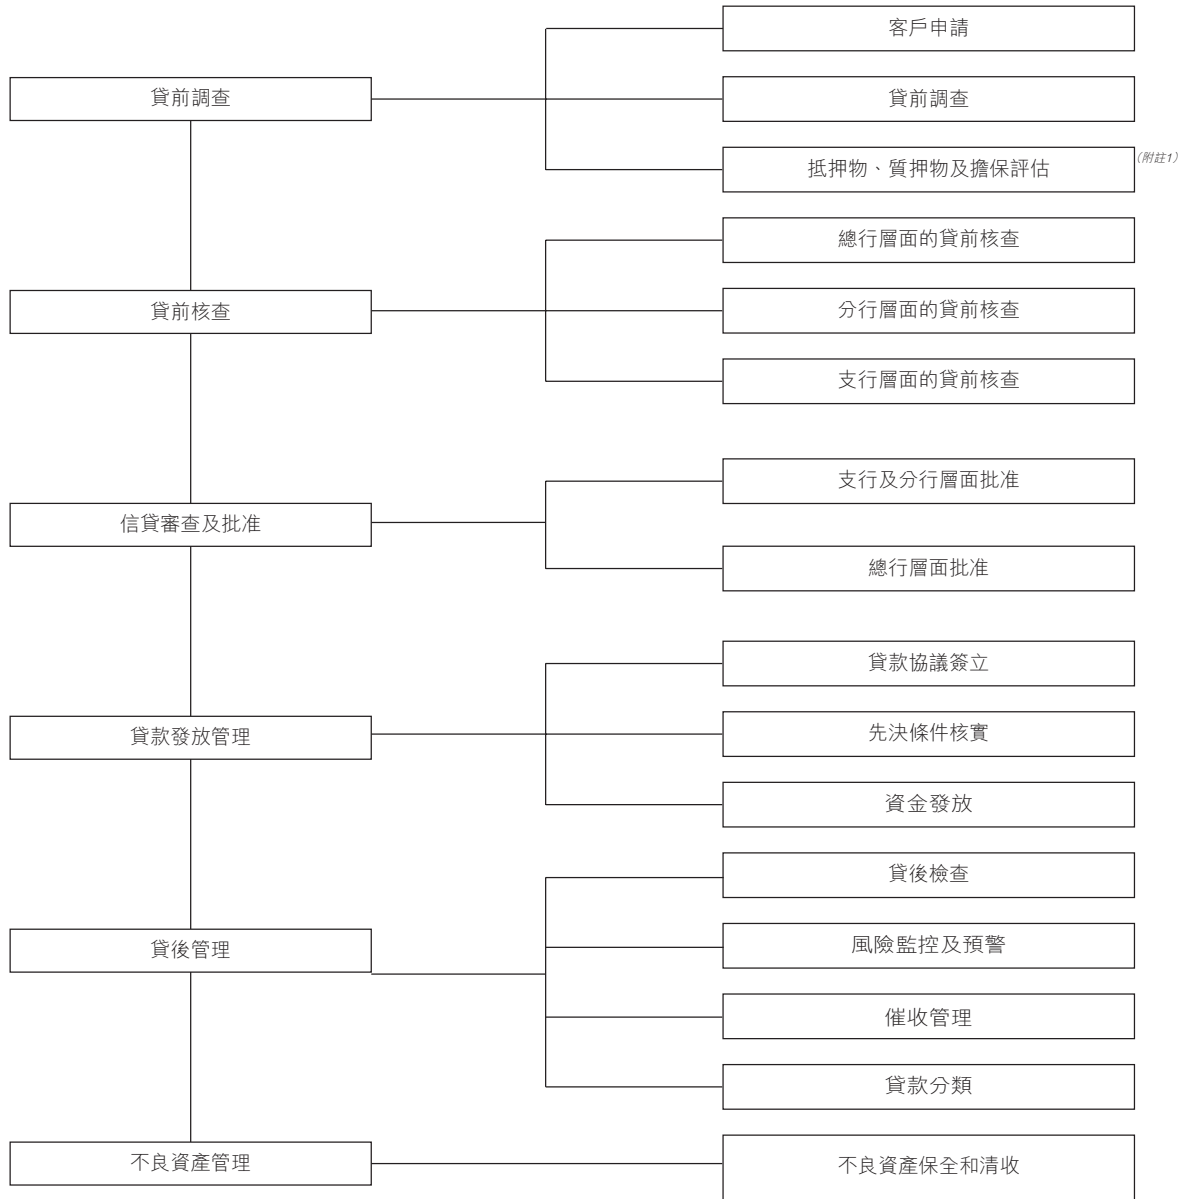 客戶申請
貸前調查
貸前調查
抵押物、質押物及擔保評估(附註1)
總行層面的貸前核查
貸前核查
分行層面的貸前核查
支行層面的貸前核查
支行及分行層面批准
信貸審查及批准
總行層面批准
貸款協議簽立
貸款發放管理
先決條件核實
資金發放
貸後檢查
貸後管理
風險監控及預警
催收管理
貸款分類
不良資產管理
不良資產保全和清收